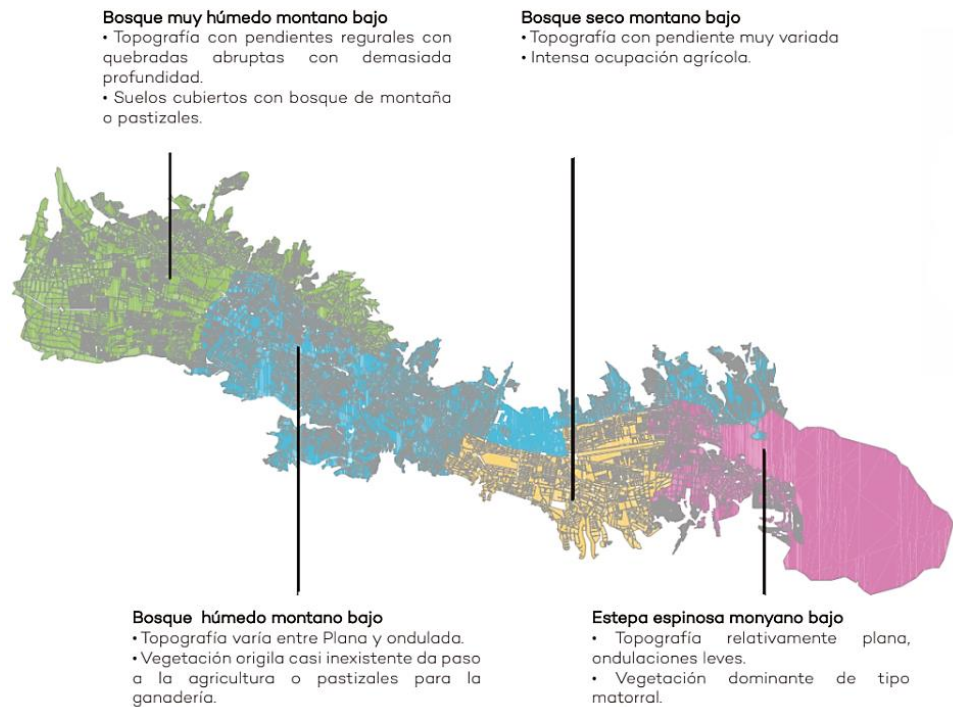 Bosque muy húmedo montano bajo
• Topografía con pendientes regurales con
quebradas abruptas con demasiada
profundidad.
• Suelos cubiertos con bosque de montaña
o pastizales.
Bosque seco montano bajo
• Topografía con pendiente muy variada
• Intensa ocupación agrícola.
Bosque húmedo montano bajo
• Topografía varía entre Plana y ondulada.
• Vegetación origila casi inexistente da paso
a la agricultura o pastizales para la
ganadería.
Estepa espinosa monyano bajo
• Topografía relativamente plana,
ondulaciones leves.
• Vegetación dominante de tipo
matorral.